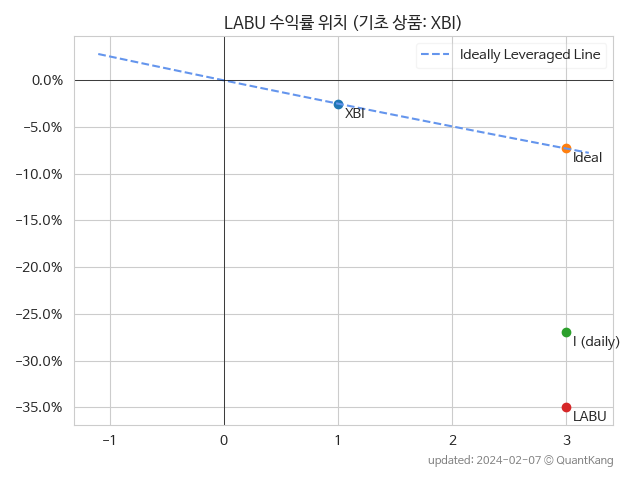 LABU 수익률 위치 (기초 상품: XBI)
Ideally Leveraged Line
0.0%
XBI
−5.0%
Ideal
−10.0%
−15.0%
−20.0%
−25.0%
I (daily)
−30.0%
−35.0%
LABU
−1 0 1 2 3
updated: 2024-02-07 © QuantKang